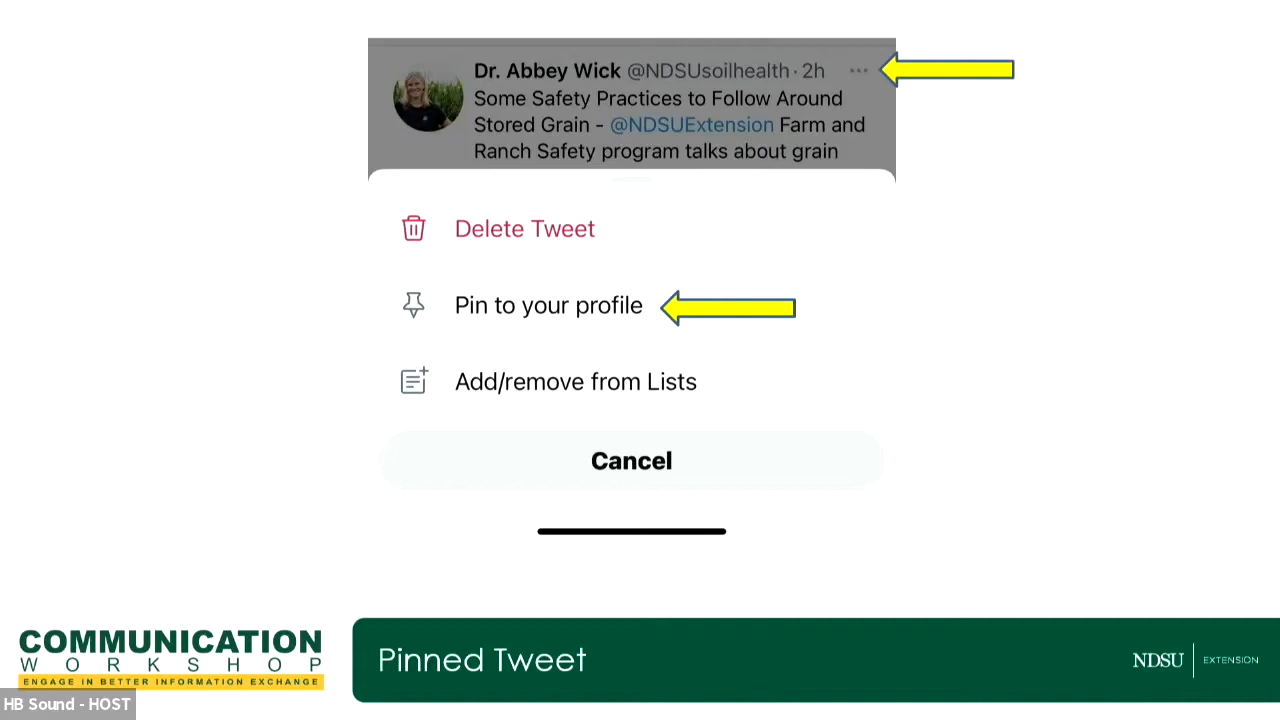 Dr. Abbey Wick @NDSUsoilhealth · 2h ...
Some Safety Practices to Follow Around
Stored Grain - @NDSUExtension Farm and
Ranch Safety program talks about grain
Delete Tweet
Pin to your profile
Add/remove from Lists
Cancel
COMMUNICATION
WORKSHOP
ENGAGE IN BETTER INFORMATION EXCHANGE
Pinned Tweet
NDSU EXTENSION
HB Sound - HOST